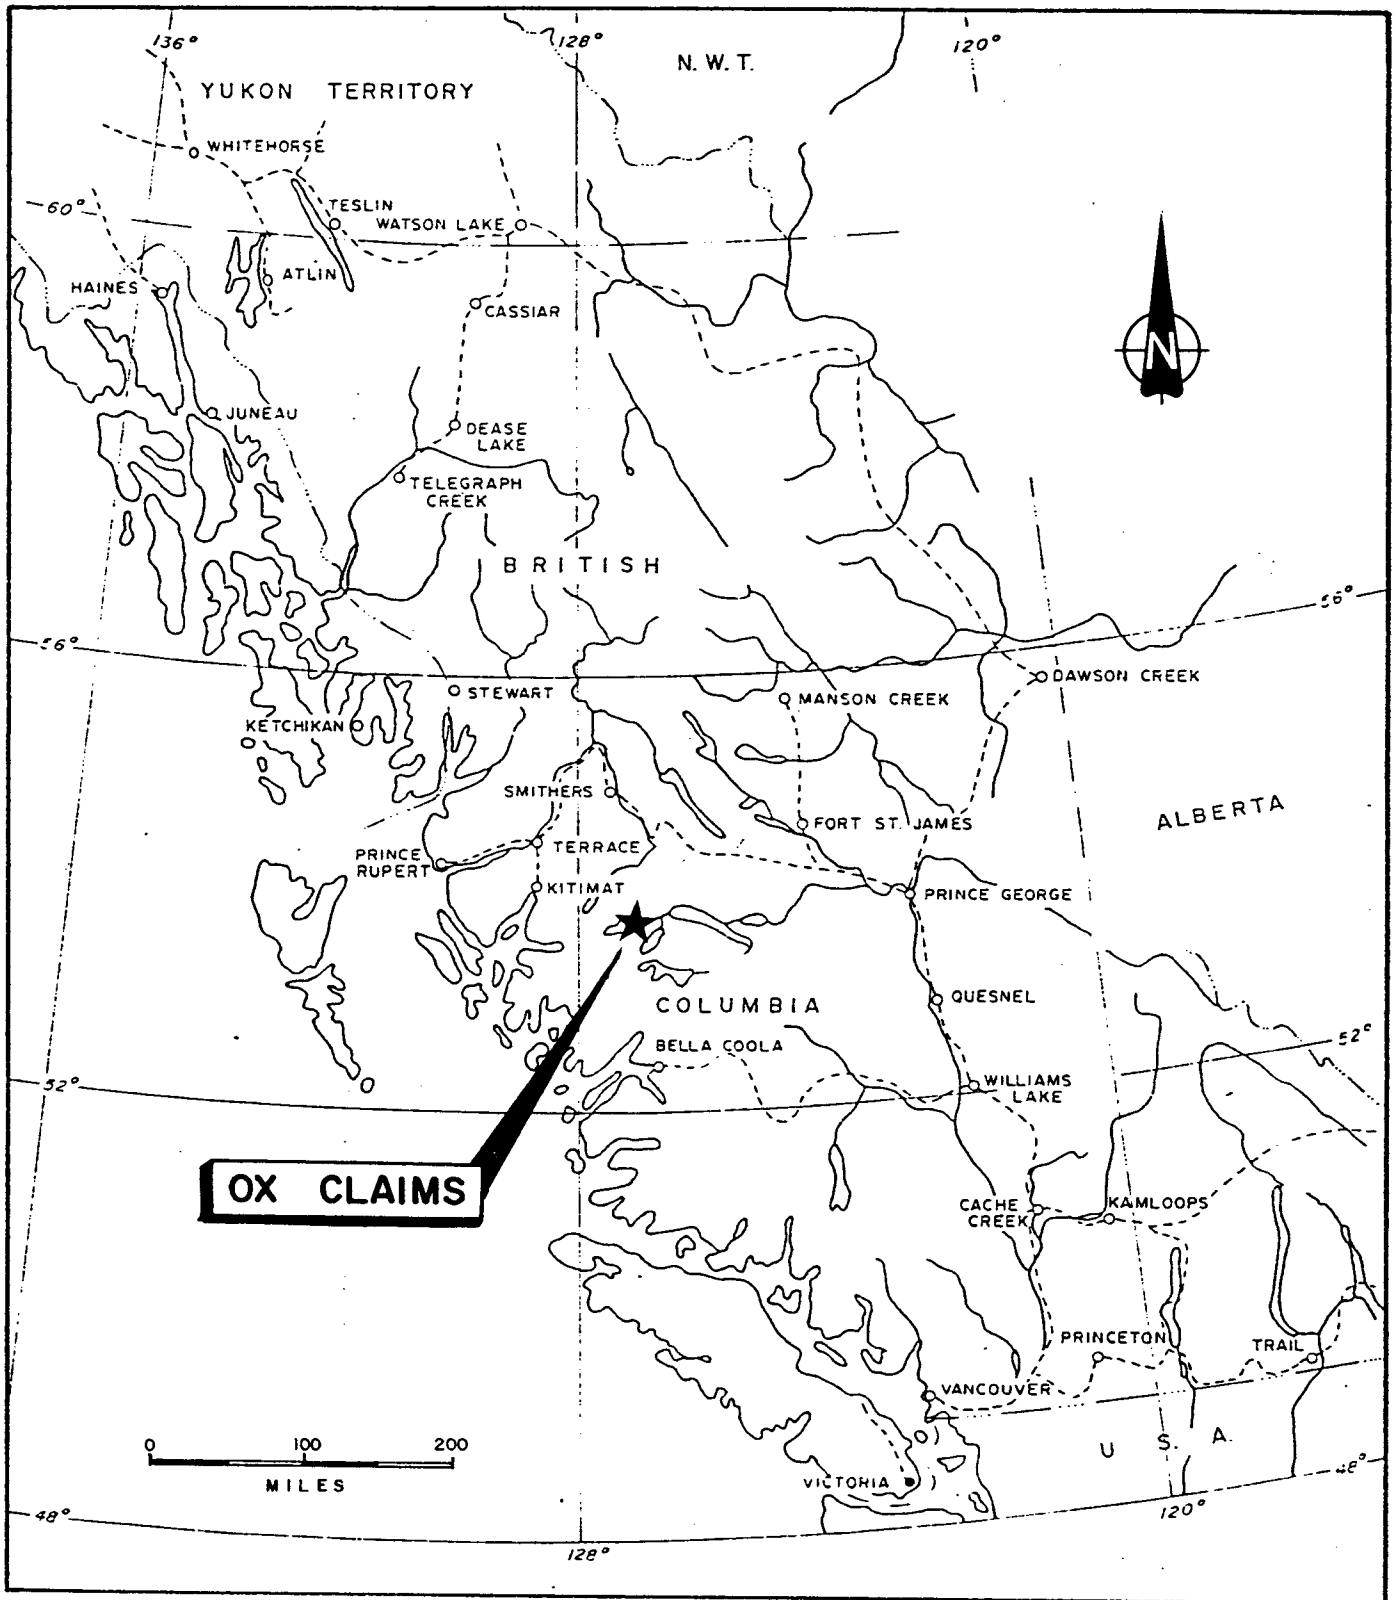 136°
128°
120°
N. W. T.
YUKON TERRITORY
WHITEHORSE
60°
TESLIN
WATSON LAKE
ATLIN
HAINES
CASSIAR
N
JUNEAU
DEASE
LAKE
TELEGRAPH
CREEK
BRITISH
56°
56°
DAWSON CREEK
STEWART
MANSON CREEK
KETCHIKAN
SMITHERS
ALBERTA
FORT ST. JAMES
TERRACE
PRINCE
RUPERT
KITIMAT
PRINCE GEORGE
QUESNEL
COLUMBIA
52°
BELLA COOLA
52°
WILLIAMS
LAKE
OX CLAIMS
CACHE
CREEK
KAMLOOPS
PRINCETON
TRAIL
VANCOUVER
U. S. A.
0 100 200
MILES
VICTORIA
48°
48°
120°
128°